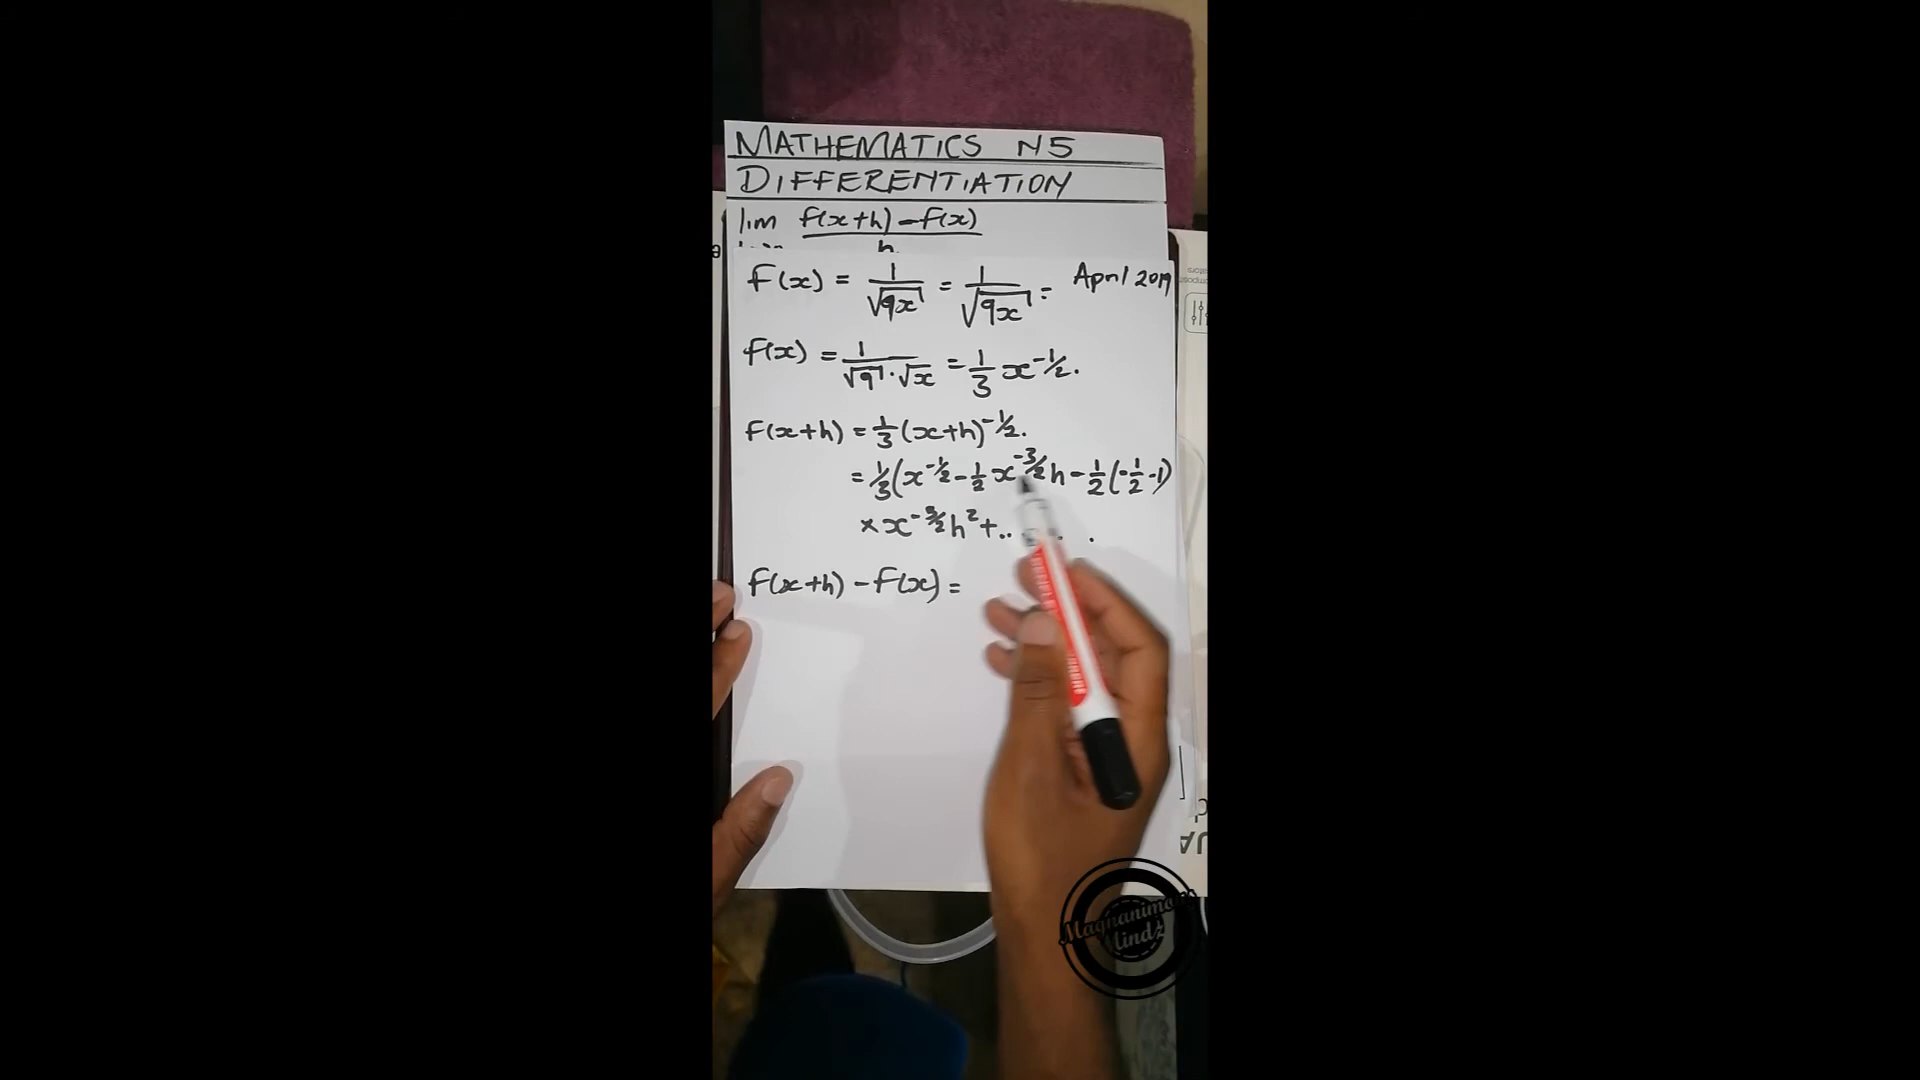 MATHEMATICS N5
DIFFERENTIATION
lim f(x+h) - f(x)
h
F(x) = 1/√9x = 1/√9x = April 2019
F(x) = 1/√9 · √x = 1/3 x^-1/2.
F(x+h) = 1/3 (x+h)^-1/2.
= 1/3 (x^-1/2 - 1/2 x^-3/2 h - 1/2 (-1/2 -1)
× x^-5/2 h² + ..
F(x+h) - F(x) =
Magnanimous
Mindz